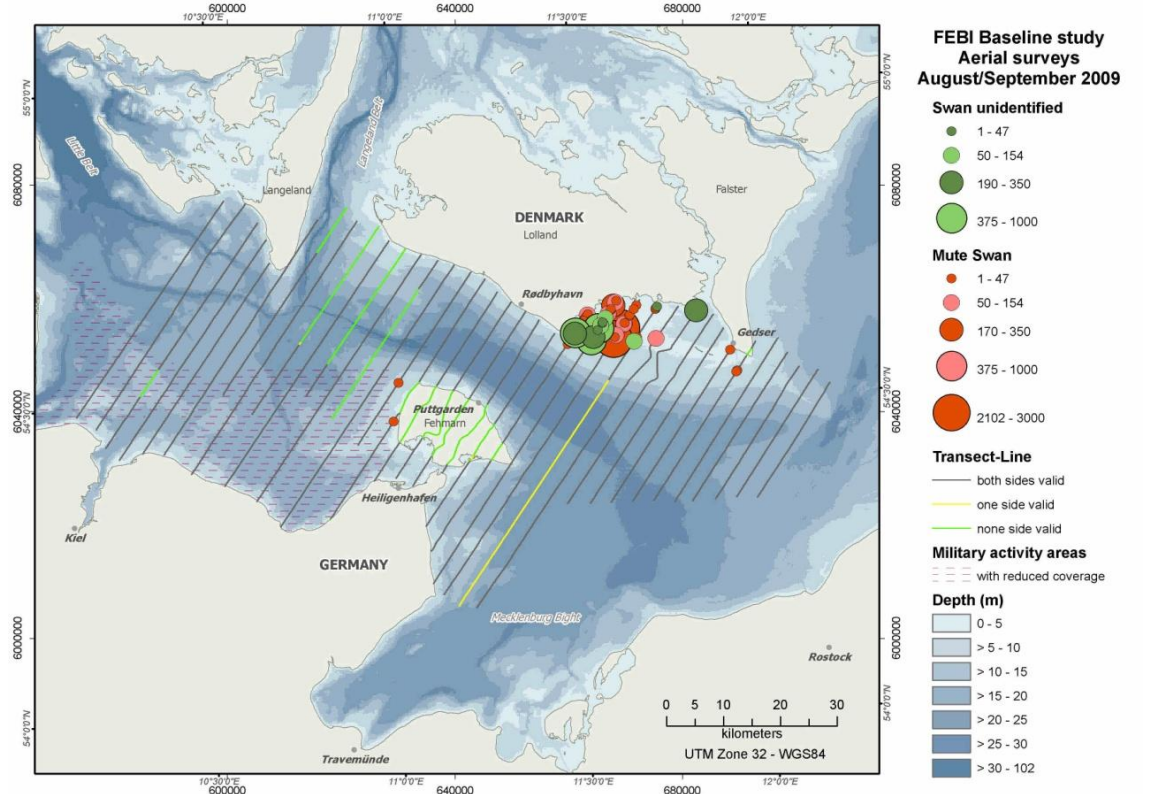 600000
640000
680000
10°30'0"E
11°0'0"E
11°30'0"E
12°0'0"E
55°0'0"N
55°0'0"N
6080000
6080000
54°30'0"N
54°30'0"N
6040000
6040000
6000000
6000000
54°0'0"N
54°0'0"N
Little Belt
Langeland Belt
Langeland
DENMARK
Lolland
Falster
Rødbyhavn
Gedser
Puttgarden
Fehmarn
Heiligenhafen
Kiel
GERMANY
Mecklenburg Bight
Rostock
Travemünde
0 5 10 20 30
kilometers
UTM Zone 32 - WGS84
10°30'0"E
11°0'0"E
11°30'0"E
12°0'0"E
600000
640000
680000
FEBI Baseline study
Aerial surveys
August/September 2009
Swan unidentified
1 - 47
50 - 154
190 - 350
375 - 1000
Mute Swan
1 - 47
50 - 154
170 - 350
375 - 1000
2102 - 3000
Transect-Line
both sides valid
one side valid
none side valid
Military activity areas
with reduced coverage
Depth (m)
0 - 5
> 5 - 10
> 10 - 15
> 15 - 20
> 20 - 25
> 25 - 30
> 30 - 102